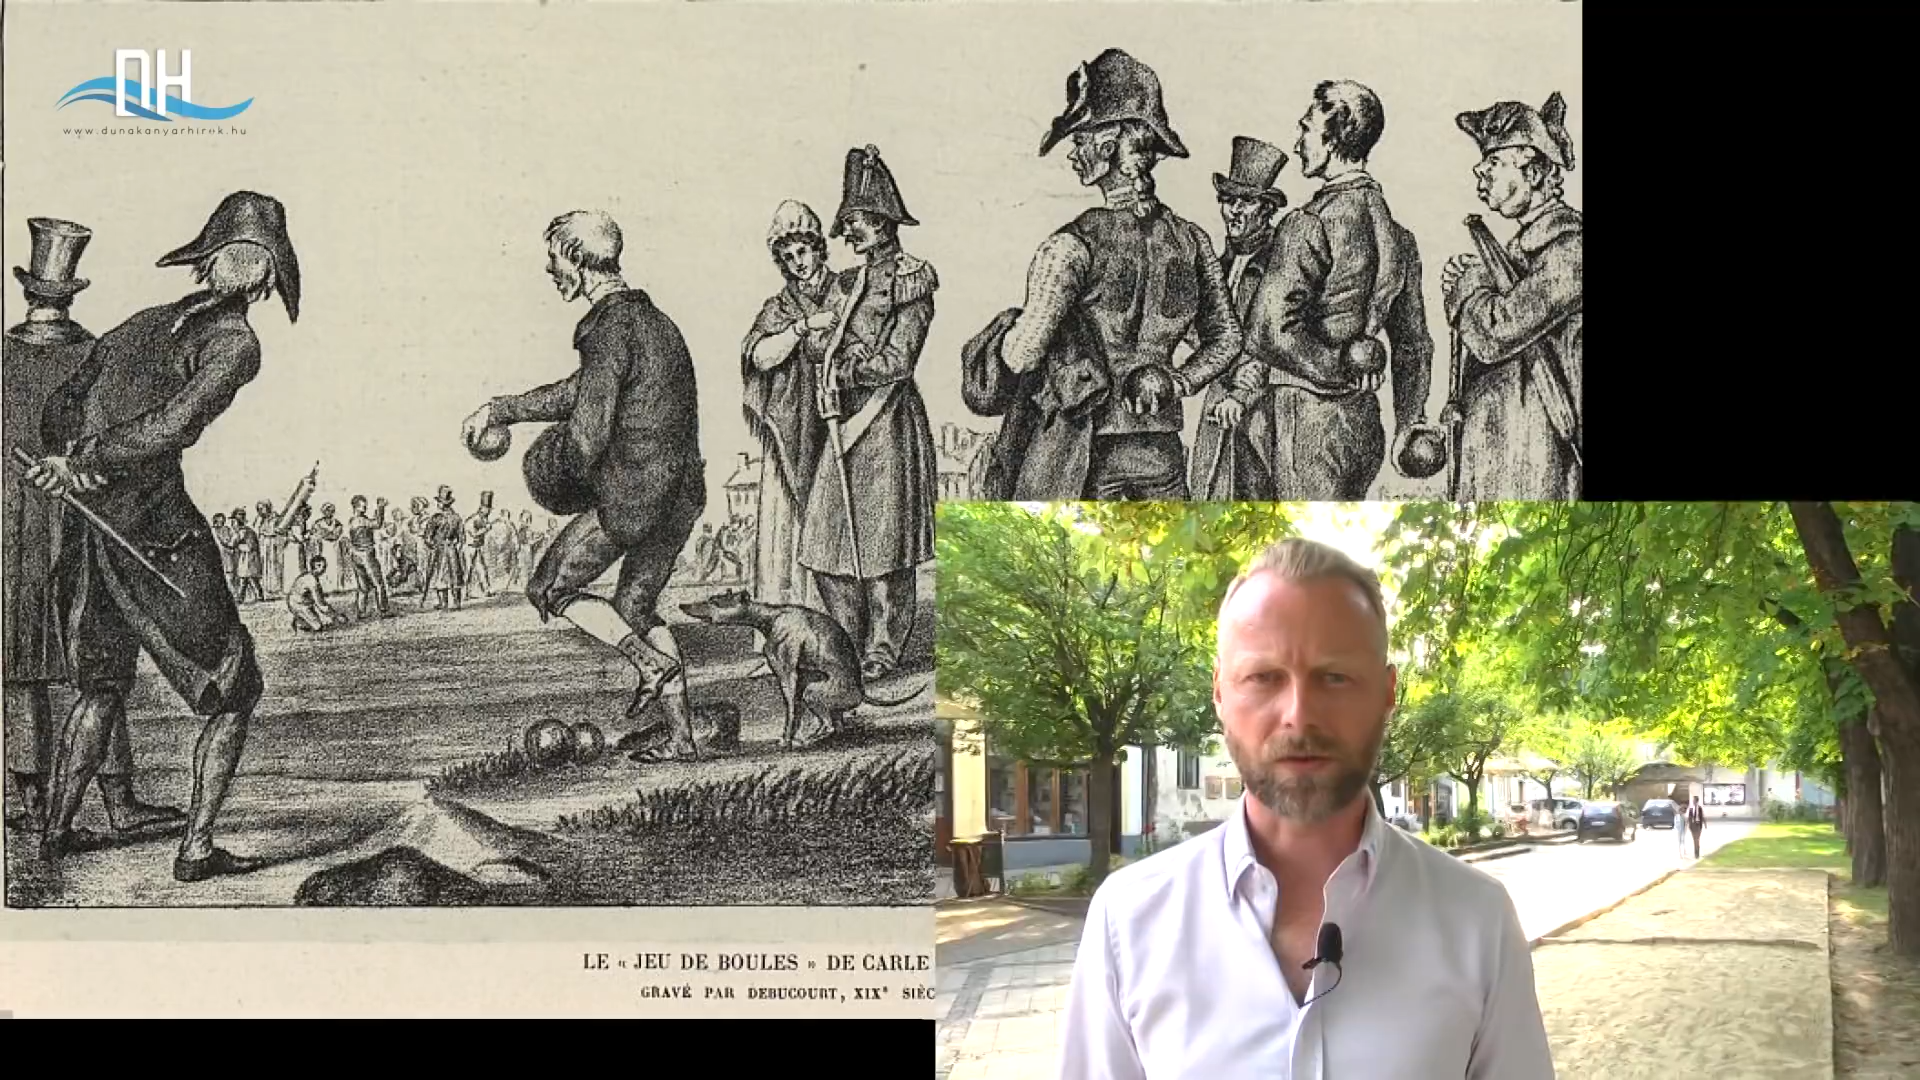 DH
www.dunakanyarhirek.hu
LE « JEU DE BOULES » DE CARLE
GRAVÉ PAR DEBUCOURT, XIXᵉ SIÈC